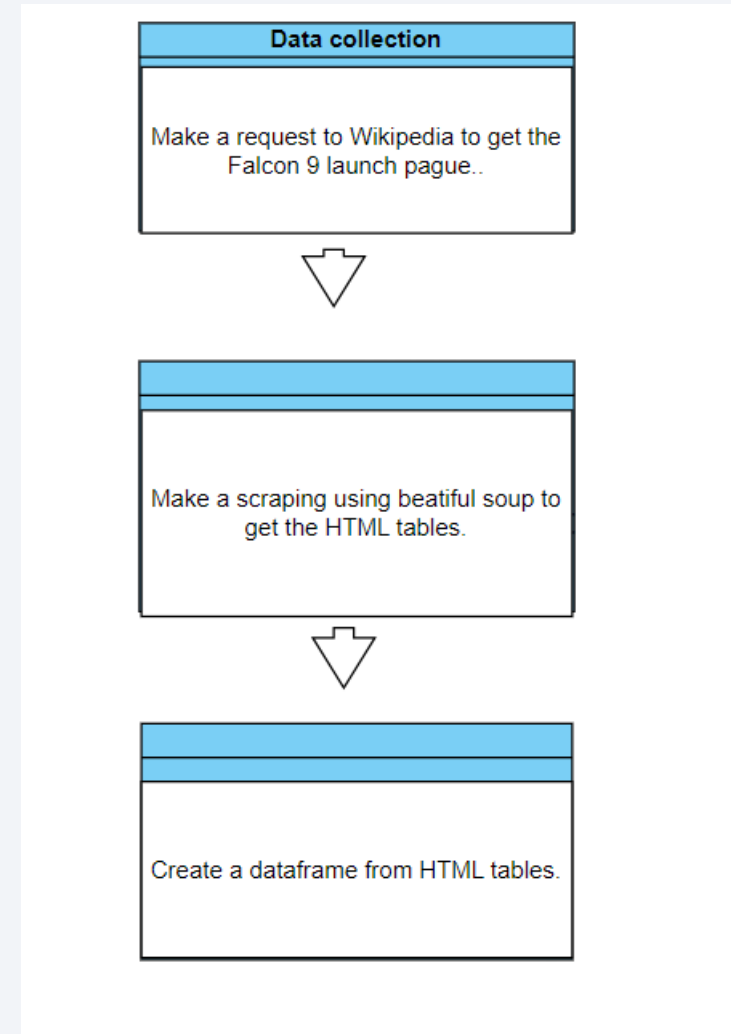 Data collection
Make a request to Wikipedia to get the
Falcon 9 launch pague..
Make a scraping using beatiful soup to
get the HTML tables.
Create a dataframe from HTML tables.